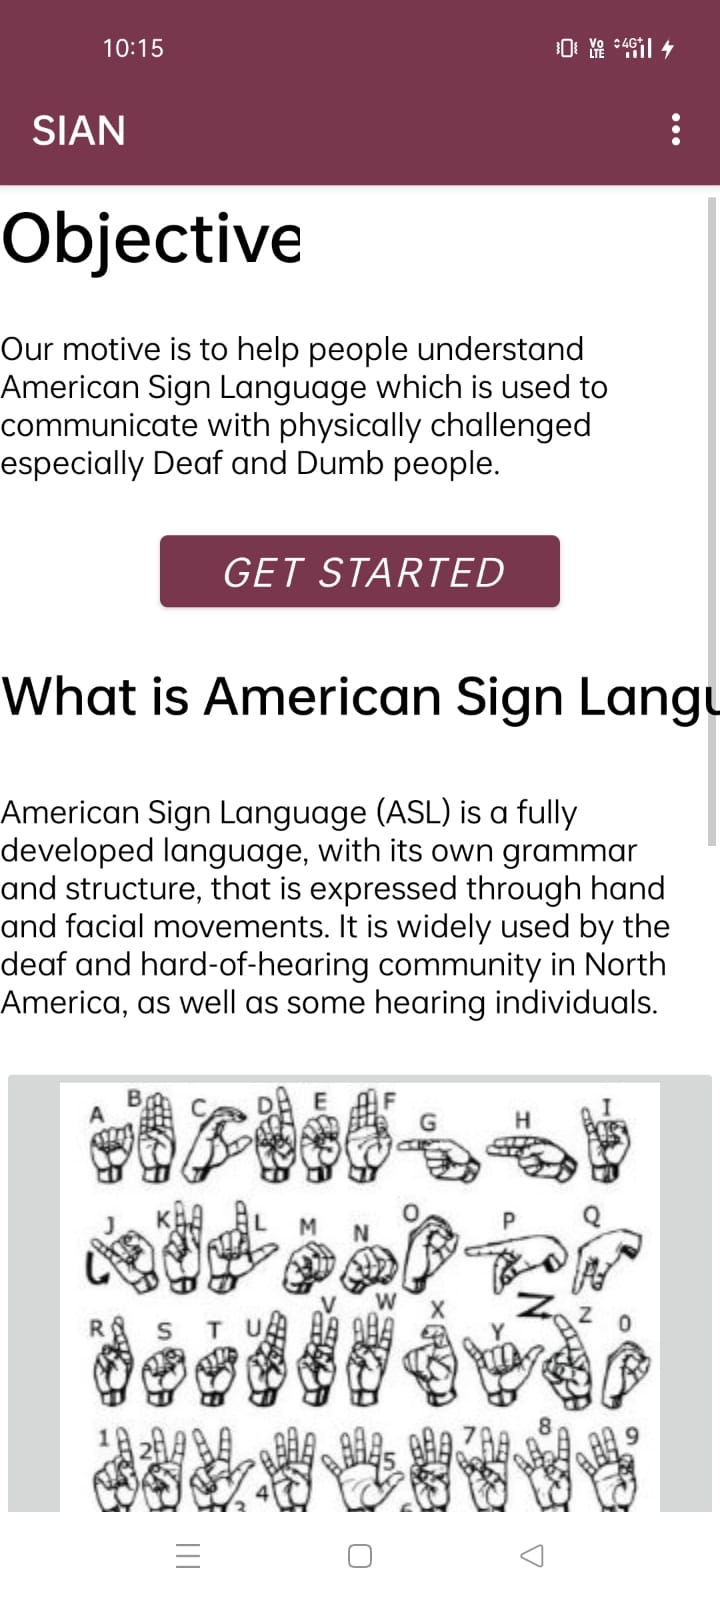 10:15
Vo LTE 4G+
SIAN
Objective
Our motive is to help people understand
American Sign Language which is used to
communicate with physically challenged
especially Deaf and Dumb people.
GET STARTED
What is American Sign Langu
American Sign Language (ASL) is a fully
developed language, with its own grammar
and structure, that is expressed through hand
and facial movements. It is widely used by the
deaf and hard-of-hearing community in North
America, as well as some hearing individuals.
A B C D E F G H I
J K L M N O P Q
R S T U V W X Y Z 0
1 2 3 4 5 6 7 8 9